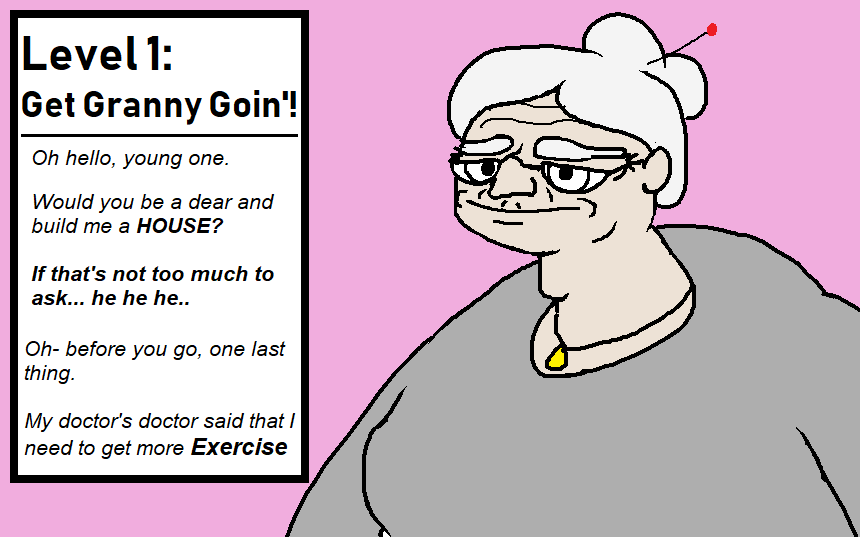 Level 1:
Get Granny Goin'!
Oh hello, young one.
Would you be a dear and
build me a HOUSE?
If that's not too much to
ask... he he he..
Oh- before you go, one last
thing.
My doctor's doctor said that I
need to get more Exercise